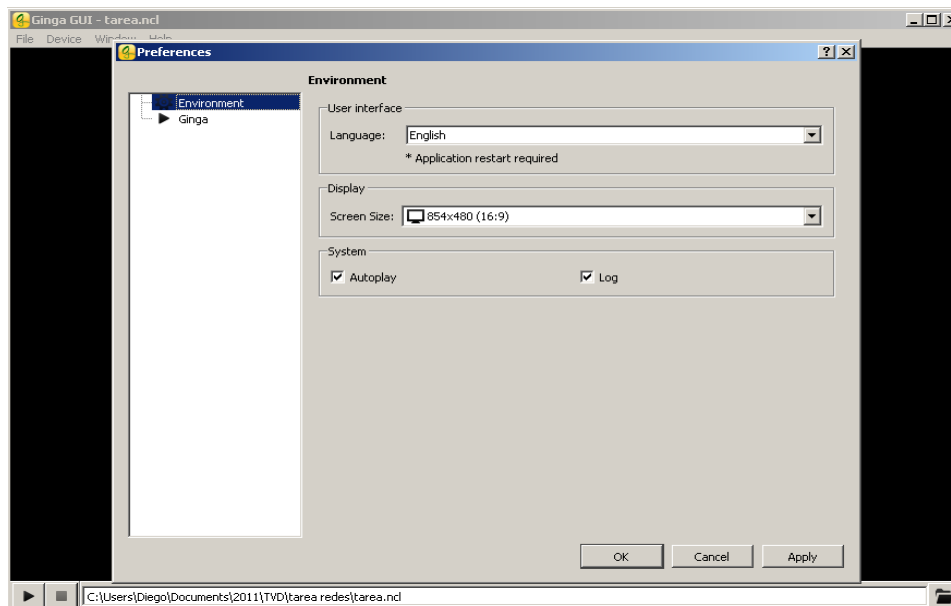 Ginga GUI - tarea.ncl
File Device Window Help
Preferences
Environment
Environment
Ginga
User interface
Language: English
* Application restart required
Display
Screen Size: 854x480 (16:9)
System
Autoplay Log
OK Cancel Apply
C:\Users\Diego\Documents\2011\TVD\tarea redes\tarea.ncl